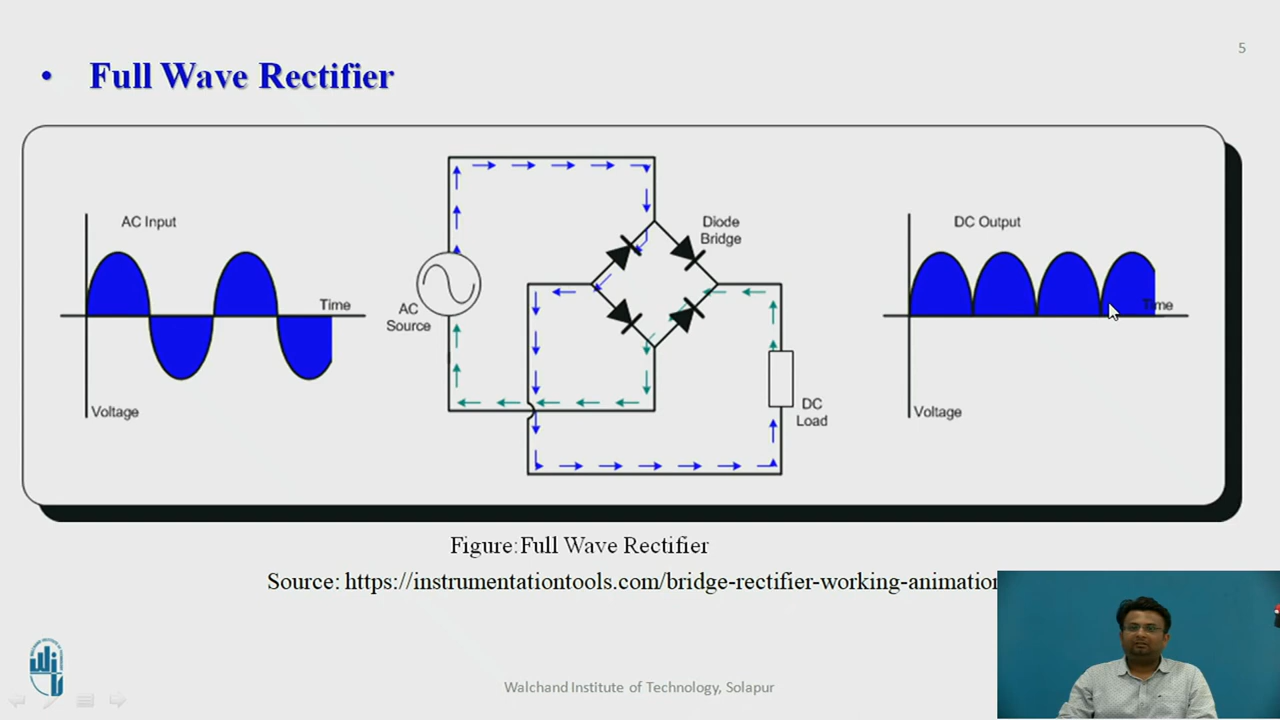 5
• Full Wave Rectifier
AC Input
Time
Voltage
AC
Source
Diode
Bridge
DC
Load
DC Output
Time
Voltage
Figure:Full Wave Rectifier
Source: https://instrumentationtools.com/bridge-rectifier-working-animation
Walchand Institute of Technology, Solapur